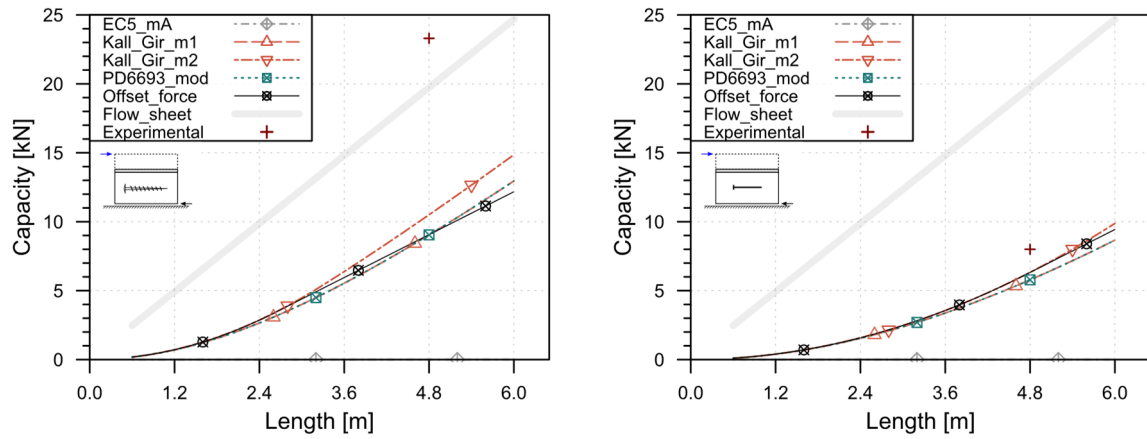 25
20
15
10
5
0
Capacity [kN]
EC5_mA
Kall_Gir_m1
Kall_Gir_m2
PD6693_mod
Offset_force
Flow_sheet
Experimental
0.0 1.2 2.4 3.6 4.8 6.0
Length [m]
25
20
15
10
5
0
Capacity [kN]
EC5_mA
Kall_Gir_m1
Kall_Gir_m2
PD6693_mod
Offset_force
Flow_sheet
Experimental
0.0 1.2 2.4 3.6 4.8 6.0
Length [m]